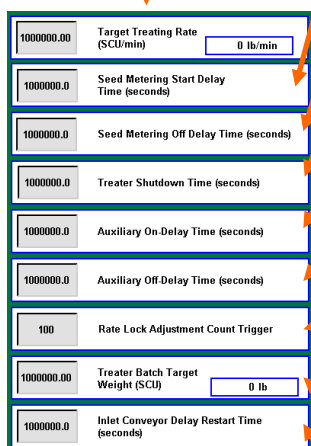 1000000.00 Target Treating Rate
(SCU/min) 0 lb/min
1000000.0 Seed Metering Start Delay
Time (seconds)
1000000.0 Seed Metering Off Delay Time (seconds)
1000000.0 Treater Shutdown Time (seconds)
1000000.0 Auxiliary On-Delay Time (seconds)
1000000.0 Auxiliary Off-Delay Time (seconds)
100 Rate Lock Adjustment Count Trigger
1000000.00 Treater Batch Target
Weight (SCU) 0 lb
1000000.0 Inlet Conveyor Delay Restart Time
(seconds)